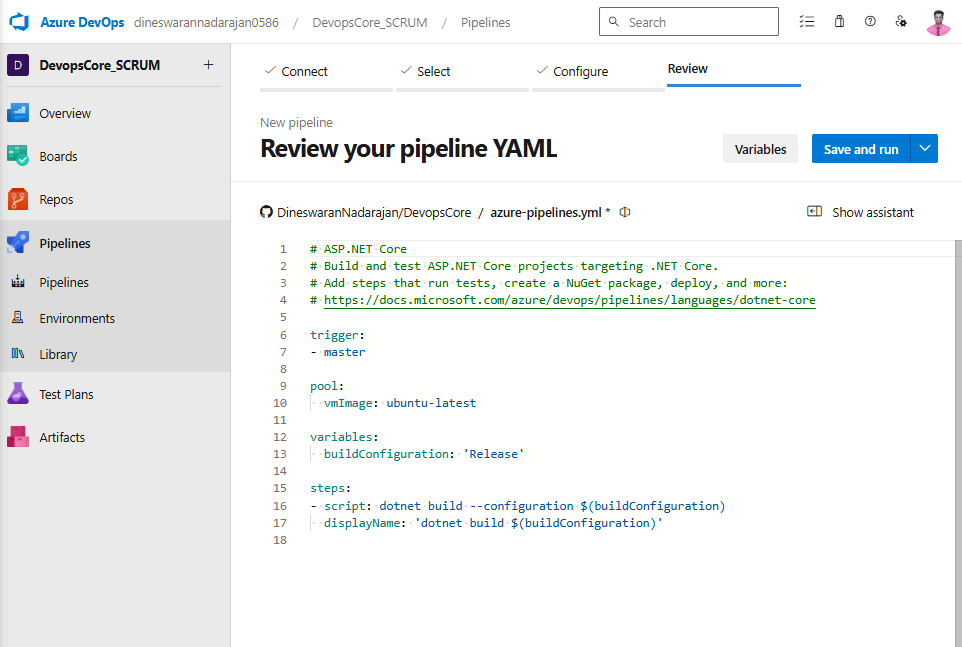 Azure DevOps dineswarannadarajan0586 / DevopsCore_SCRUM / Pipelines Search
D DevopsCore_SCRUM +
Overview
Boards
Repos
Pipelines
Pipelines
Environments
Library
Test Plans
Artifacts
Connect Select Configure Review
New pipeline
Review your pipeline YAML Variables Save and run
DineswaranNadarajan/DevopsCore / azure-pipelines.yml * Show assistant
1 # ASP.NET Core
2 # Build and test ASP.NET Core projects targeting .NET Core.
3 # Add steps that run tests, create a NuGet package, deploy, and more:
4 # https://docs.microsoft.com/azure/devops/pipelines/languages/dotnet-core
5
6 trigger:
7 - master
8
9 pool:
10   vmImage: ubuntu-latest
11
12 variables:
13   buildConfiguration: 'Release'
14
15 steps:
16 - script: dotnet build --configuration $(buildConfiguration)
17   displayName: 'dotnet build $(buildConfiguration)'
18